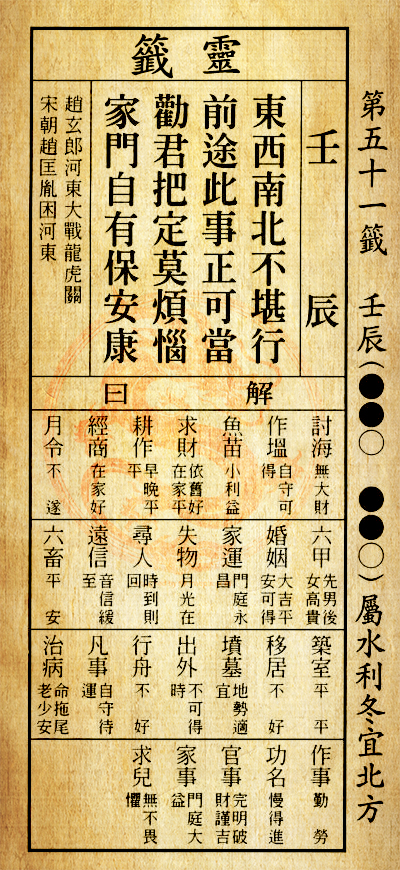 第五十一籤 壬辰(●●○ ●●○)屬水利冬宜北方
靈籤
壬辰
東西南北不堪行
前途此事正可當
勸君把定莫煩惱
家門自有保安康
趙玄郎河東大戰龍虎關
宋朝趙匡胤困河東
解曰
討海 無大財
作塭 自守可得
魚苗 小利益
求財 依舊好在家平
耕作 早晚平平
經商 在家好
月令 不遂
六甲 先男後女高貴
婚姻 大吉平安可得
家運 門庭永昌
失物 月光在
尋人 時到則回
遠信 音信緩至
六畜 平安
築室 平平
移居 不好
墳墓 地勢適宜
出外 不可得時
行舟 不好
凡事 自守待運
治病 命拖尾老少安
作事 勤勞
功名 慢得進
官事 完明破財謹吉
家事 門庭大益
求兒 無不畏懼